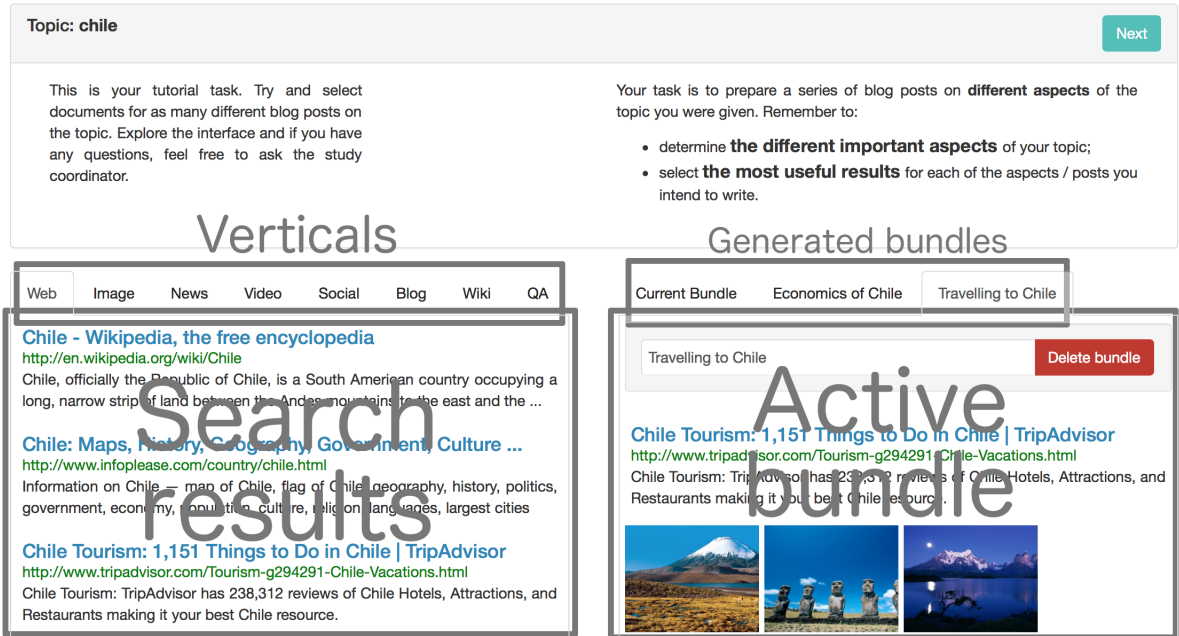 Topic: chile
Next
This is your tutorial task. Try and select
documents for as many different blog posts on
the topic. Explore the interface and if you have
any questions, feel free to ask the study
coordinator.
Your task is to prepare a series of blog posts on different aspects of the
topic you were given. Remember to:
• determine the different important aspects of your topic;
• select the most useful results for each of the aspects / posts you
intend to write.
Verticals
Web Image News Video Social Blog Wiki QA
Search
results
Chile - Wikipedia, the free encyclopedia
http://en.wikipedia.org/wiki/Chile
Chile, officially the Republic of Chile, is a South American country occupying a
long, narrow strip of land between the Andes mountains to the east and the ...
Chile: Maps, History, Geography, Government, Culture ...
http://www.infoplease.com/country/chile.html
Information on Chile — map of Chile, flag of Chile, geography, history, politics,
government, economy, population, culture, religion, languages, largest cities
Chile Tourism: 1,151 Things to Do in Chile | TripAdvisor
http://www.tripadvisor.com/Tourism-g294291-Chile-Vacations.html
Chile Tourism: TripAdvisor has 238,312 reviews of Chile Hotels, Attractions, and
Restaurants making it your best Chile resource.
Generated bundles
Current Bundle Economics of Chile Travelling to Chile
Travelling to Chile
Delete bundle
Active
bundle
Chile Tourism: 1,151 Things to Do in Chile | TripAdvisor
http://www.tripadvisor.com/Tourism-g294291-Chile-Vacations.html
Chile Tourism: TripAdvisor has 238,312 reviews of Chile Hotels, Attractions, and
Restaurants making it your best Chile resource.